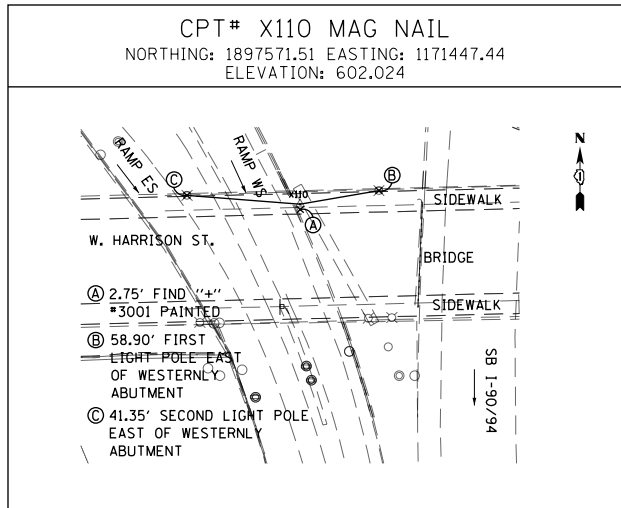 CPT# X110 MAG NAIL
NORTHING: 1897571.51 EASTING: 1171447.44
ELEVATION: 602.024
N
RAMP ES
RAMP WS
C
X110
B
SIDEWALK
A
W. HARRISON ST.
BRIDGE
A 2.75' FIND "+"
#3001 PAINTED
SIDEWALK
B 58.90' FIRST
LIGHT POLE EAST
OF WESTERNLY
ABUTMENT
C 41.35' SECOND LIGHT POLE
EAST OF WESTERNLY
ABUTMENT
SB I-90/94